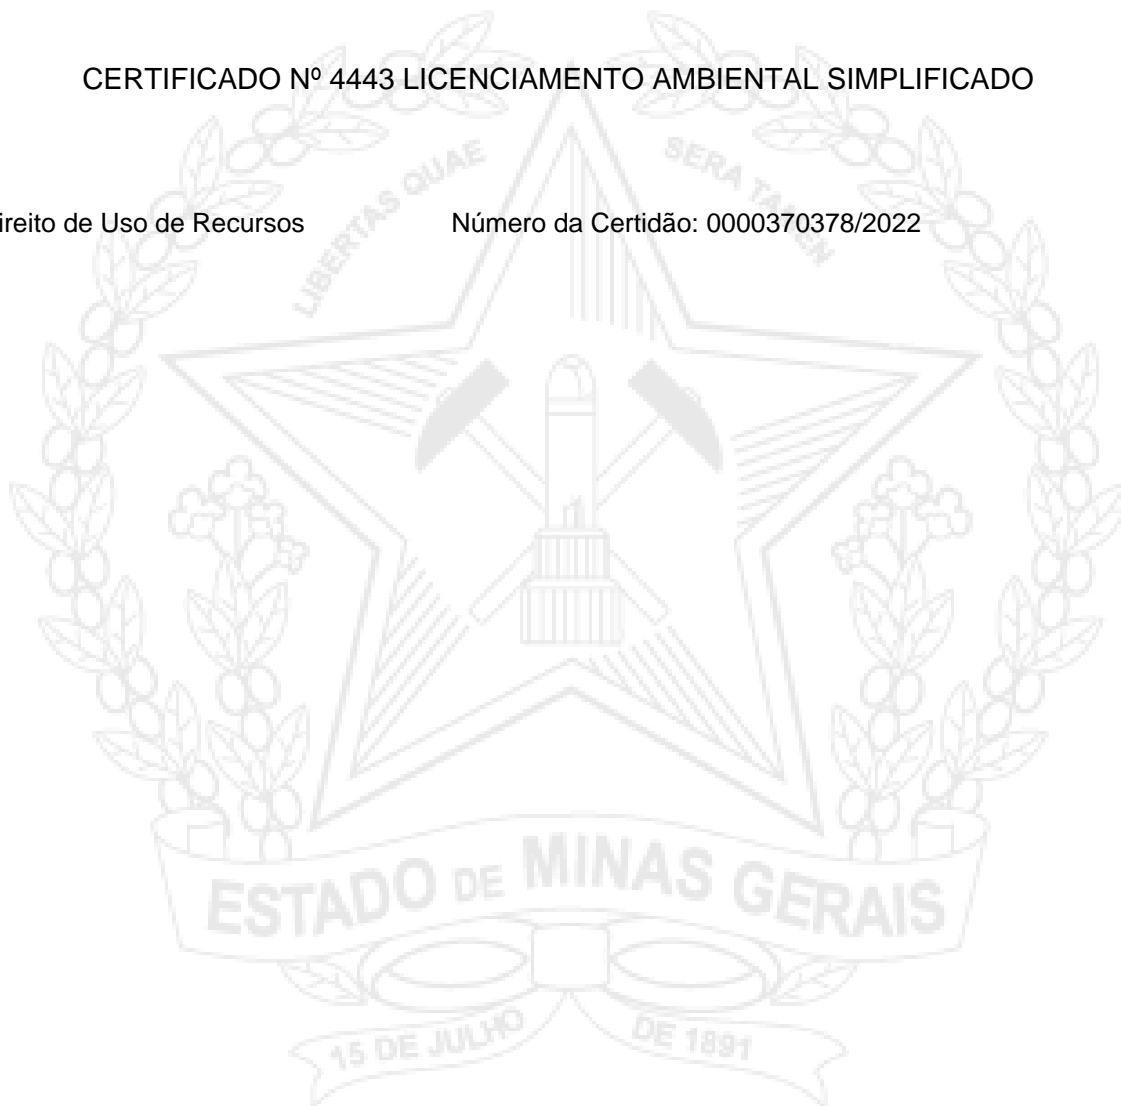 CERTIFICADO Nº 4443 LICENCIAMENTO AMBIENTAL SIMPLIFICADO
LIBERTAS QUAE SERA TAMEN
ireito de Uso de Recursos Número da Certidão: 0000370378/2022
ESTADO DE MINAS GERAIS
15 DE JULHO DE 1891